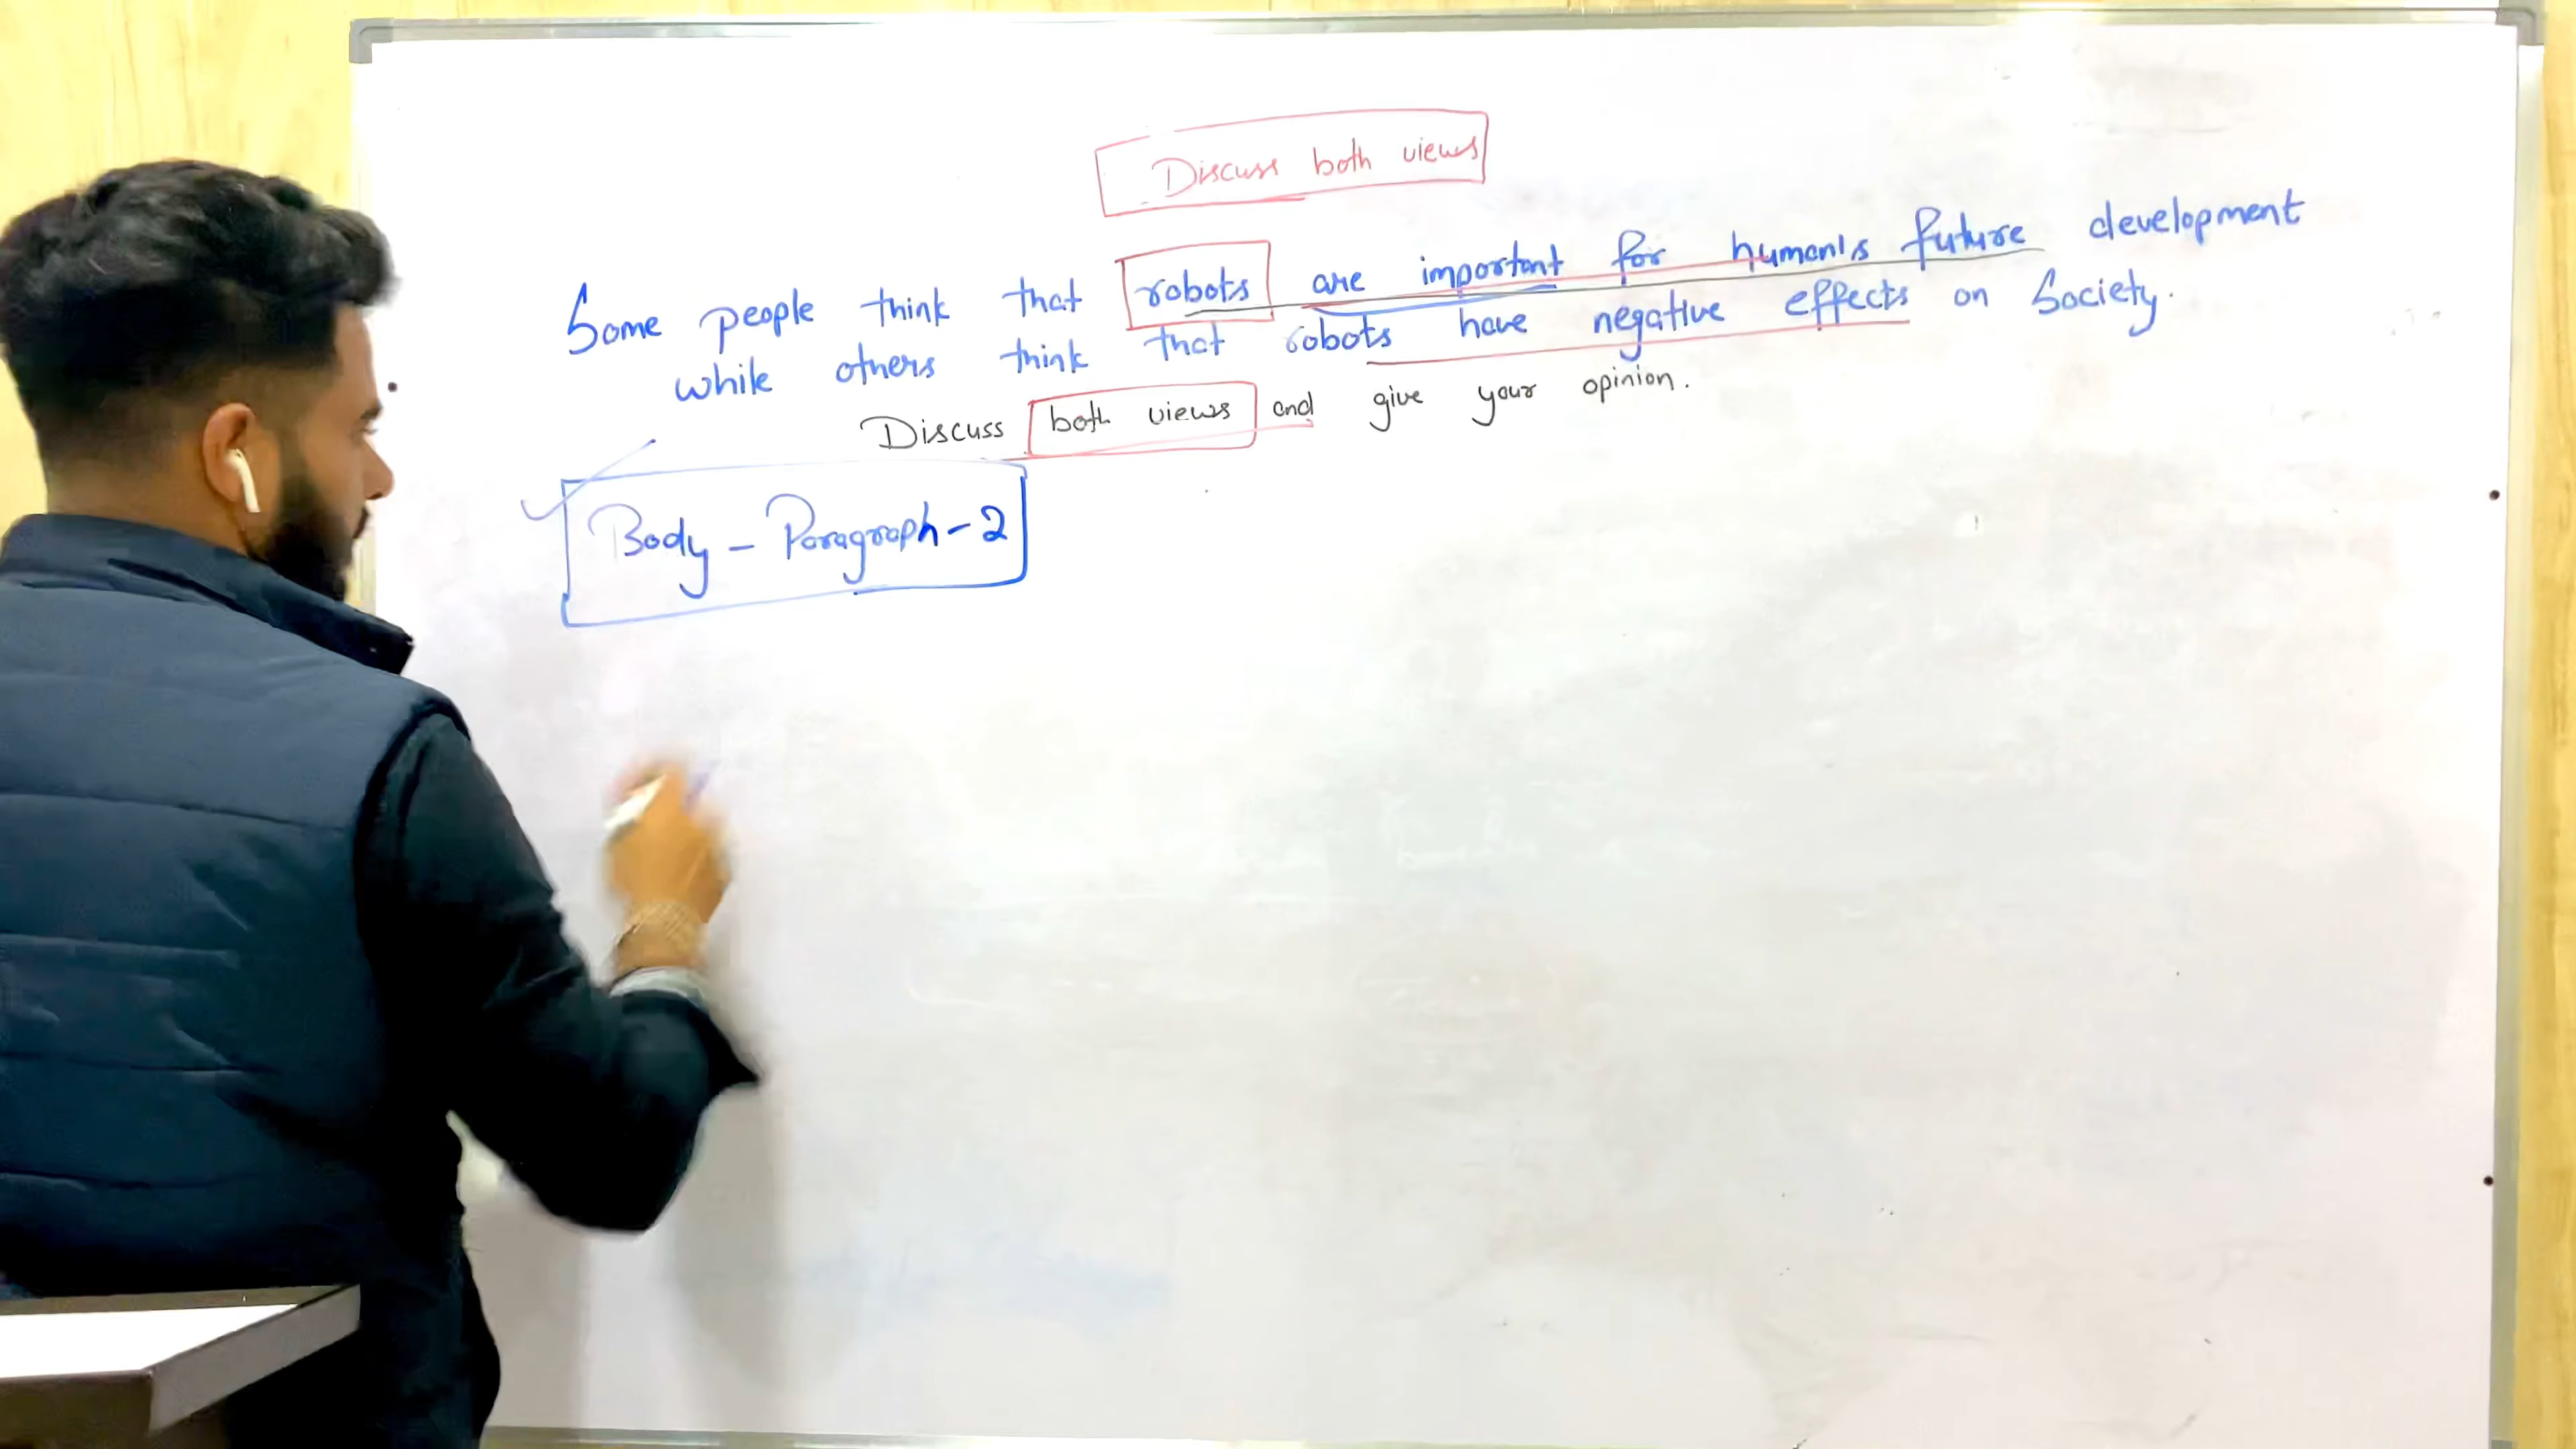 Discuss both views
Some people think that robots are important for human's future development
while others think that robots have negative effects on Society.
Discuss both views and give your opinion.
Body - Paragraph - 2